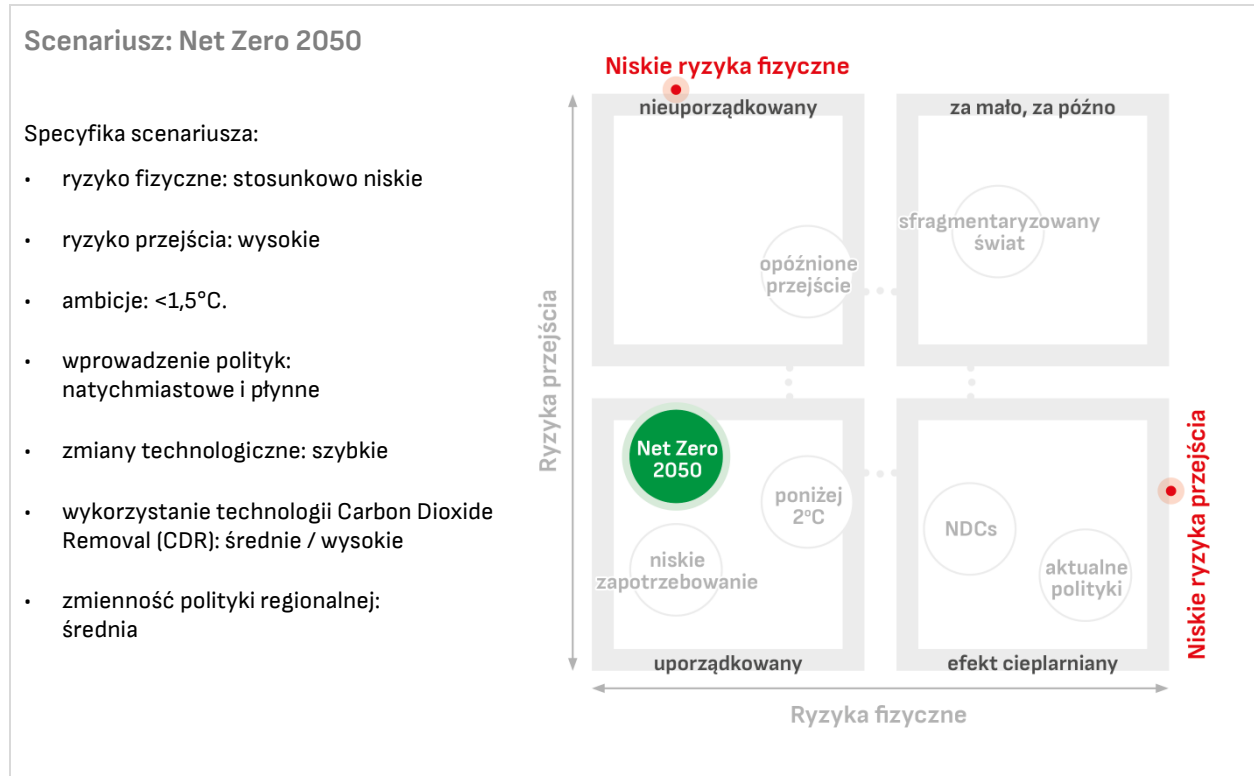 Scenariusz: Net Zero 2050
Specyfika scenariusza:
• ryzyko fizyczne: stosunkowo niskie
• ryzyko przejścia: wysokie
• ambicje: <1,5°C.
• wprowadzenie polityk:
natychmiastowe i płynne
• zmiany technologiczne: szybkie
• wykorzystanie technologii Carbon Dioxide
Removal (CDR): średnie / wysokie
• zmienność polityki regionalnej:
średnia
Niskie ryzyka fizyczne
nieuporządkowany
za mało, za późno
sfragmentaryzowany
świat
opóźnione
przejście
Ryzyka przejścia
Net Zero
2050
poniżej
2°C
niskie
zapotrzebowanie
NDCs
aktualne
polityki
Niskie ryzyka przejścia
uporządkowany
efekt cieplarniany
Ryzyka fizyczne